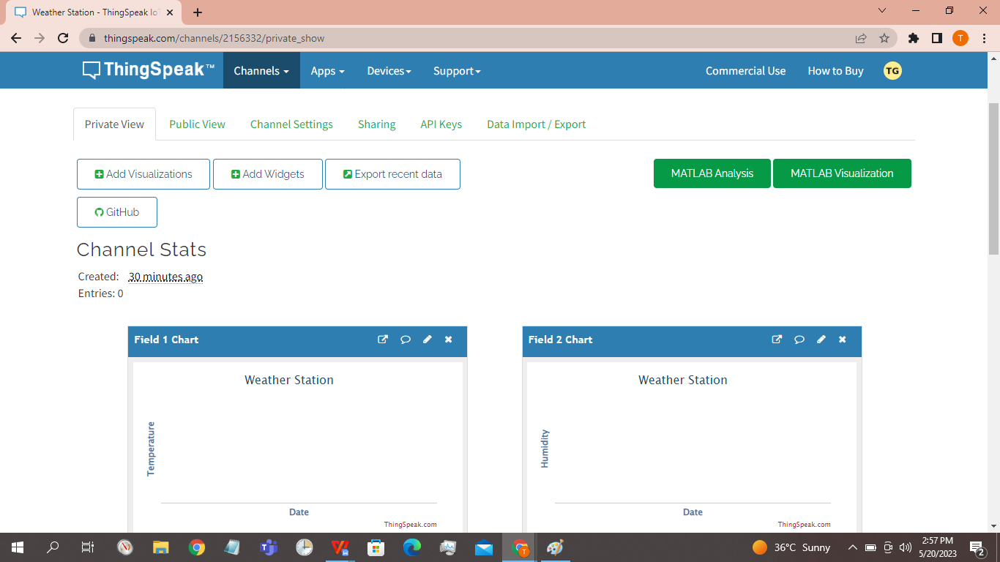 Weather Station - ThingSpeak IoT
thingspeak.com/channels/2156332/private_show
T
ThingSpeak™ Channels Apps Devices Support Commercial Use How to Buy TG
Private View Public View Channel Settings Sharing API Keys Data Import / Export
Add Visualizations Add Widgets Export recent data MATLAB Analysis MATLAB Visualization
GitHub
Channel Stats
Created: 30 minutes ago
Entries: 0
Field 1 Chart
Weather Station
Temperature
Date
ThingSpeak.com
Field 2 Chart
Weather Station
Humidity
Date
ThingSpeak.com
36°C Sunny
2:57 PM
5/20/2023
2